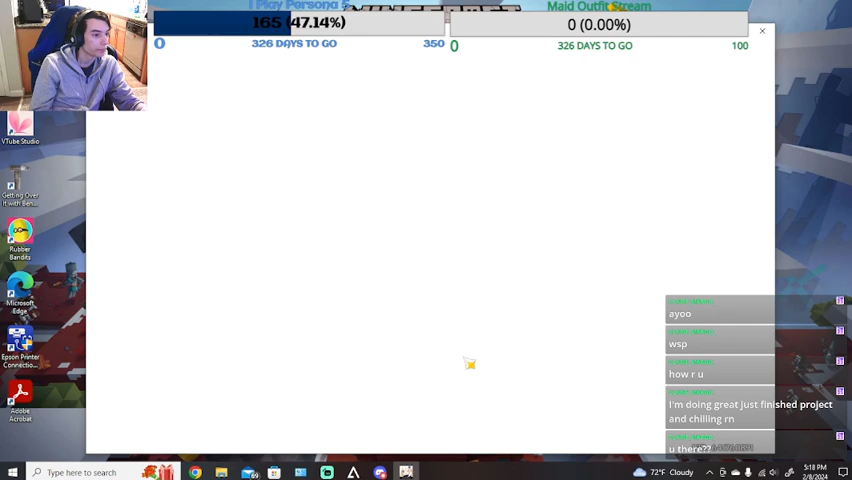 I Play Persona 5
165 (47.14%)
0
326 DAYS TO GO
350
Maid Outfit Stream
0 (0.00%)
0
326 DAYS TO GO
100
VTube Studio
Getting Over
It with Ben...
Rubber
Bandits
Microsoft
Edge
Epson Printer
Connectio...
Adobe
Acrobat
ayoo
wsp
how r u
I'm doing great just finished project
and chilling rn
u there??
Type here to search
72°F Cloudy
5:18 PM
2/8/2024